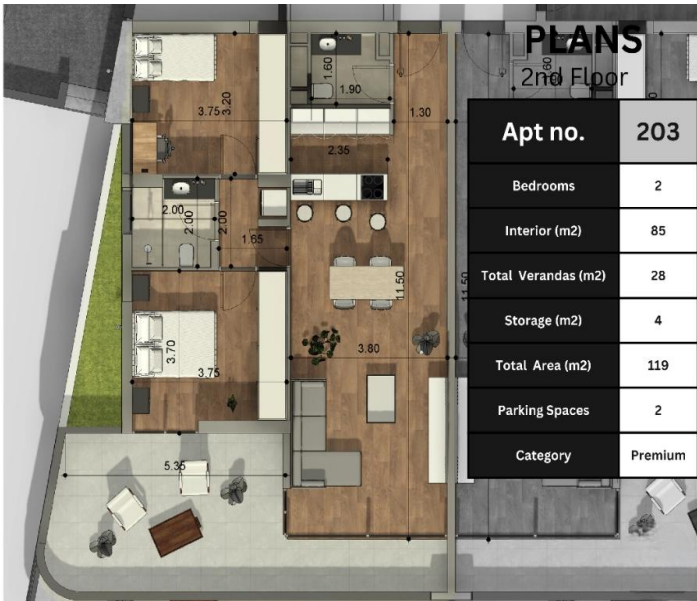 PLANS
2nd Floor
Apt no. 203
Bedrooms 2
Interior (m2) 85
Total Verandas (m2) 28
Storage (m2) 4
Total Area (m2) 119
Parking Spaces 2
Category Premium
1.60
1.90
3.75
3.20
1.30
2.35
2.00
2.00
2.00
1.65
11.50
11.50
3.80
3.70
3.75
5.35